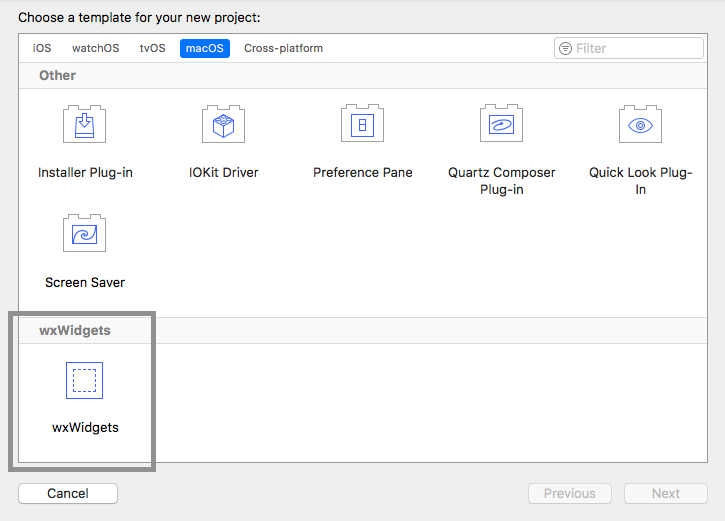 Choose a template for your new project:
iOS watchOS tvOS macOS Cross-platform Filter
Other
Installer Plug-in IOKit Driver Preference Pane Quartz Composer Plug-in Quick Look Plug-In
Screen Saver
wxWidgets
wxWidgets
Cancel Previous Next